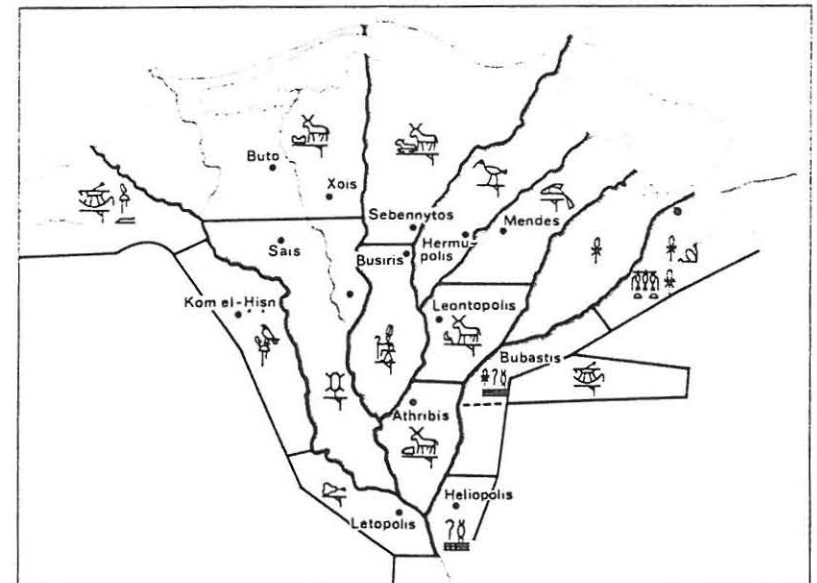 Buto
Xois
Sebennytos
Mendes
Hermu-
polis
Sais
Busiris
Kom el-Hisn
Leontopolis
Bubastis
Athribis
Heliopolis
Letopolis